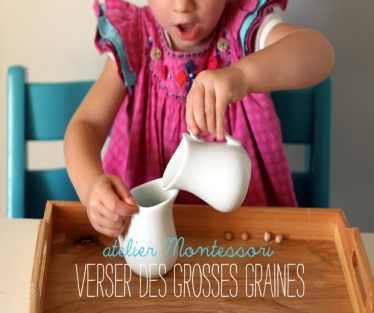 atelier Montessori
VERSER DES GROSSES GRAINES